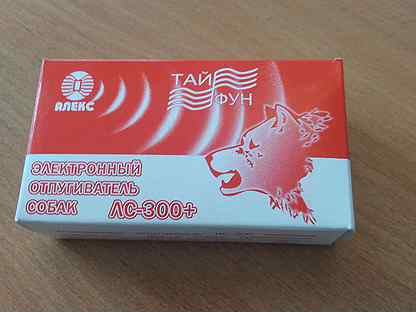 АЛЕКС
ТАЙ
ФУН
ЭЛЕКТРОННЫЙ
ОТПУГИВАТЕЛЬ
СОБАК ЛС-300+